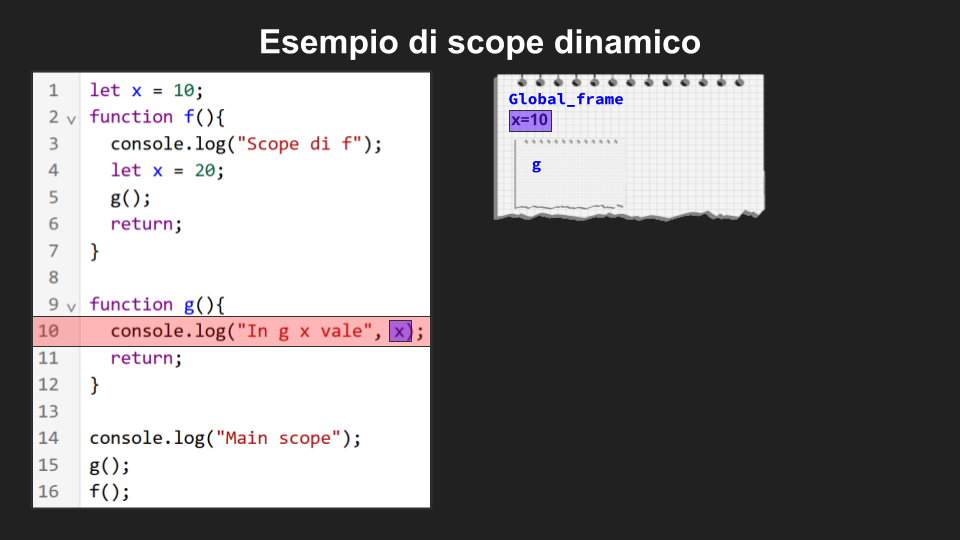 Esempio di scope dinamico
1 let x = 10;
2 function f(){
3 console.log("Scope di f");
4 let x = 20;
5 g();
6 return;
7 }
8
9 function g(){
10 console.log("In g x vale", x);
11 return;
12 }
13
14 console.log("Main scope");
15 g();
16 f();
Global_frame
x=10
g